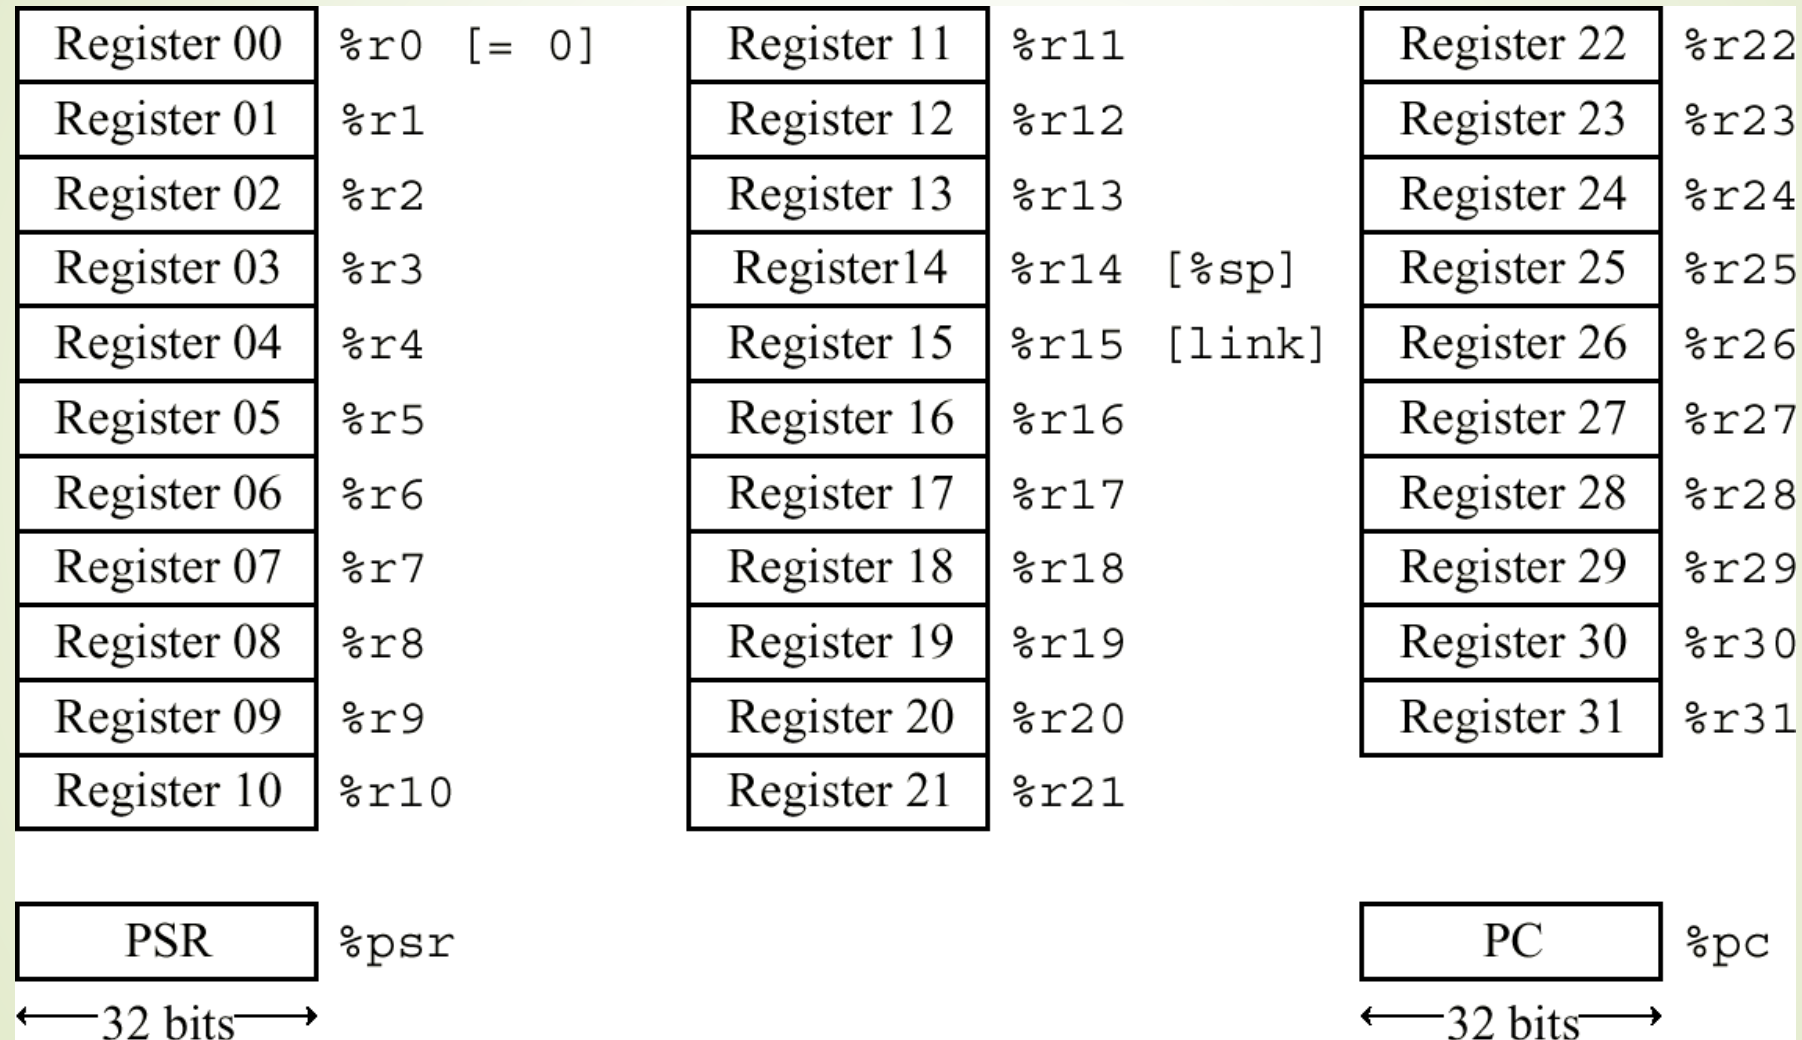 Register 00 %r0 [= 0] Register 11 %r11 Register 22 %r22
Register 01 %r1 Register 12 %r12 Register 23 %r23
Register 02 %r2 Register 13 %r13 Register 24 %r24
Register 03 %r3 Register14 %r14 [%sp] Register 25 %r25
Register 04 %r4 Register 15 %r15 [link] Register 26 %r26
Register 05 %r5 Register 16 %r16 Register 27 %r27
Register 06 %r6 Register 17 %r17 Register 28 %r28
Register 07 %r7 Register 18 %r18 Register 29 %r29
Register 08 %r8 Register 19 %r19 Register 30 %r30
Register 09 %r9 Register 20 %r20 Register 31 %r31
Register 10 %r10 Register 21 %r21
PSR %psr PC %pc
32 bits 32 bits